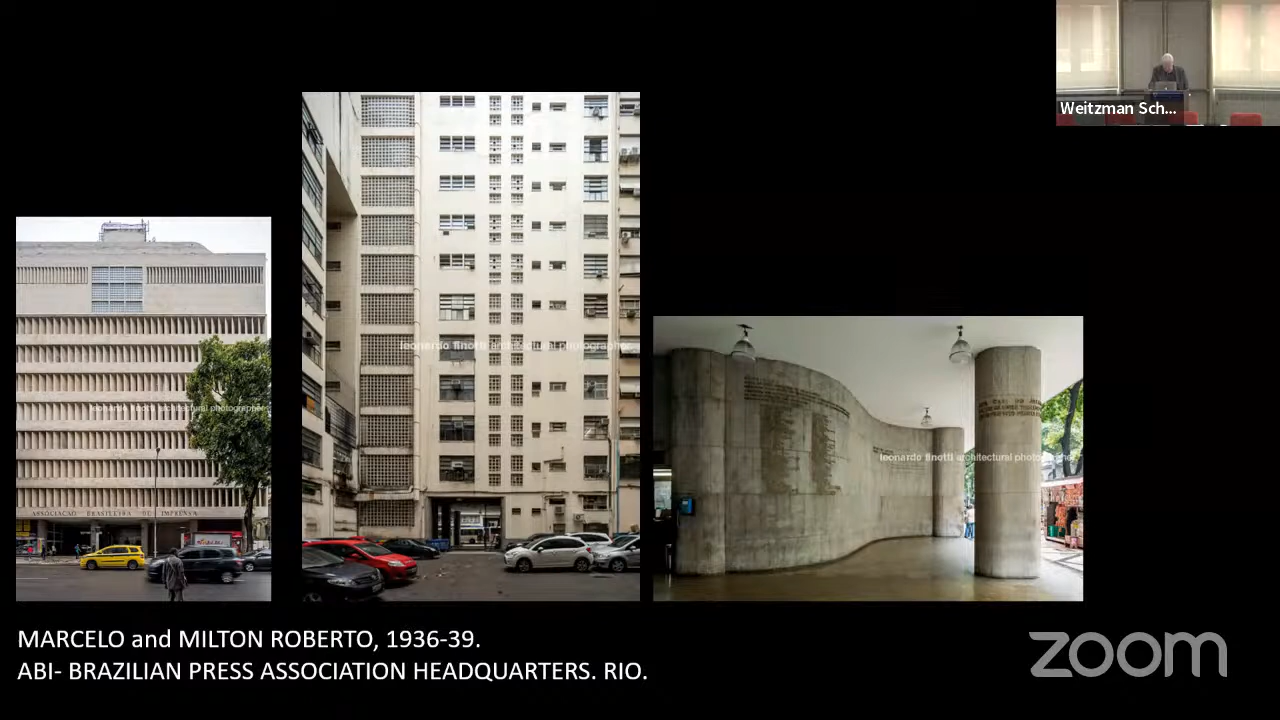 Weitzman Sch...
leonardo finotti architectural photographer
leonardo finotti architectural photographer
leonardo finotti architectural photographer
ASSOCIAÇÃO BRASILEIRA DE IMPRENSA
MARCELO and MILTON ROBERTO, 1936-39.
ABI- BRAZILIAN PRESS ASSOCIATION HEADQUARTERS. RIO.
zoom